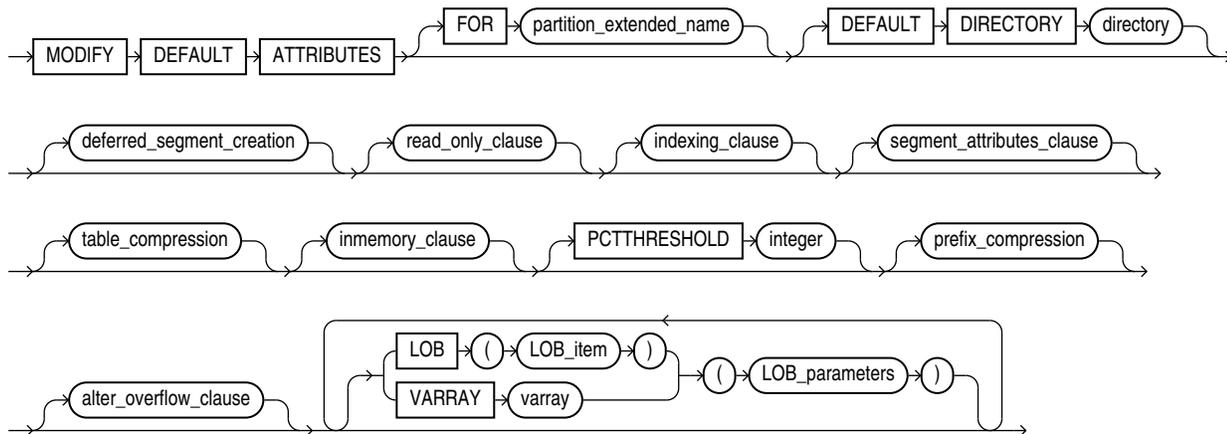 FOR partition_extended_name DEFAULT DIRECTORY directory
MODIFY DEFAULT ATTRIBUTES
deferred_segment_creation read_only_clause indexing_clause segment_attributes_clause
table_compression inmemory_clause PCTTHRESHOLD integer prefix_compression
LOB ( LOB_item )
( LOB_parameters )
VARRAY varray
alter_overflow_clause